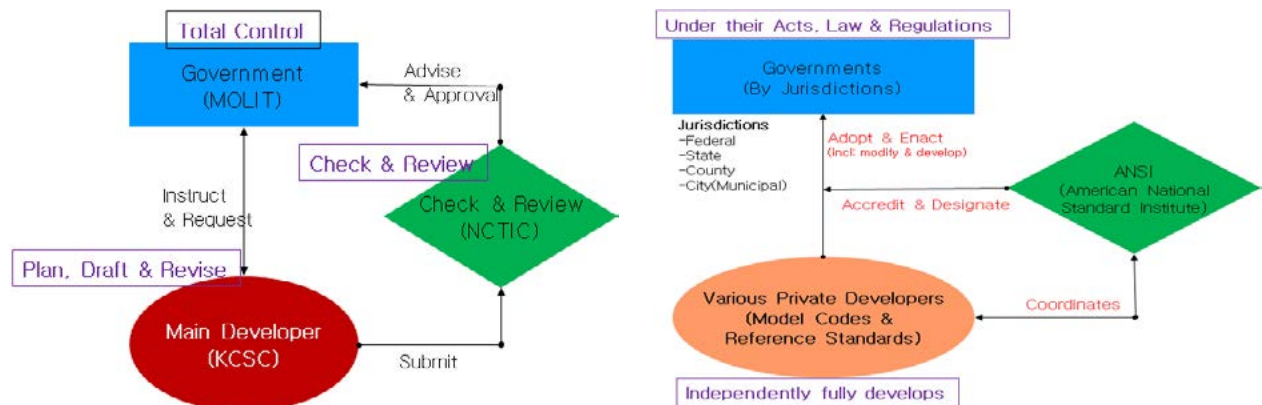 Total Control
Government
(MOLIT)
Advise
& Approval
Check & Review
Instruct
& Request
Check & Review
(NCTIC)
Plan, Draft & Revise
Main Developer
(KCSC)
Submit
Under their Acts, Law & Regulations
Governments
(By Jurisdictions)
Jurisdictions
-Federal
-State
-County
-City(Municipal)
Adopt & Enact
(incl: modify & develop)
ANSI
(American National
Standard Institute)
Accredit & Designate
Various Private Developers
(Model Codes &
Reference Standards)
Coordinates
Independently fully develops